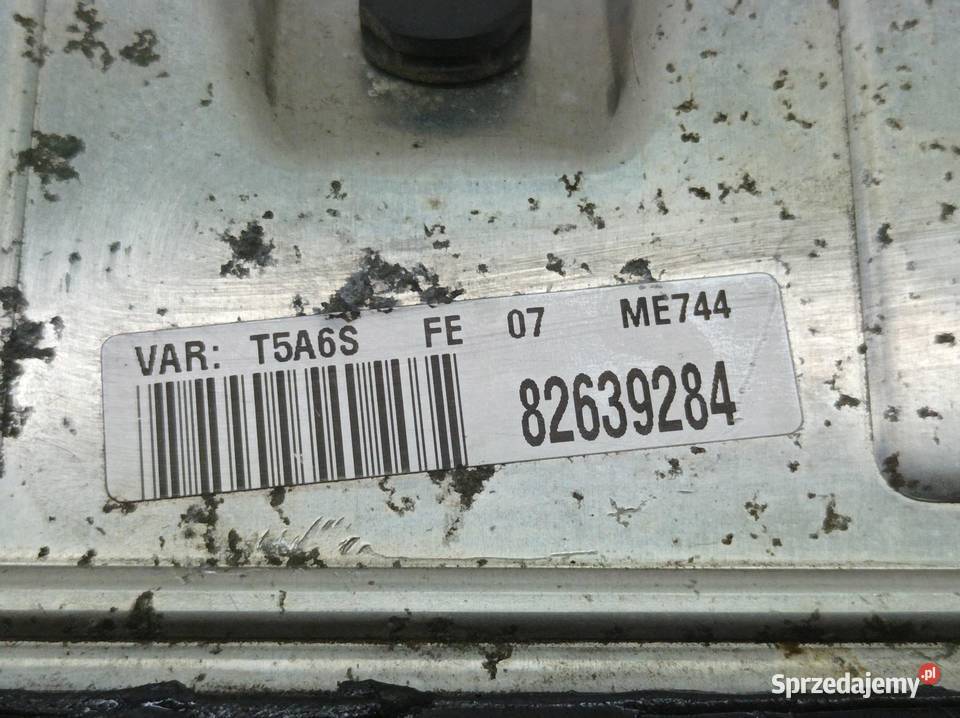 VAR: T5A6S FE 07 ME744
82639284
Sprzedajemy.pl